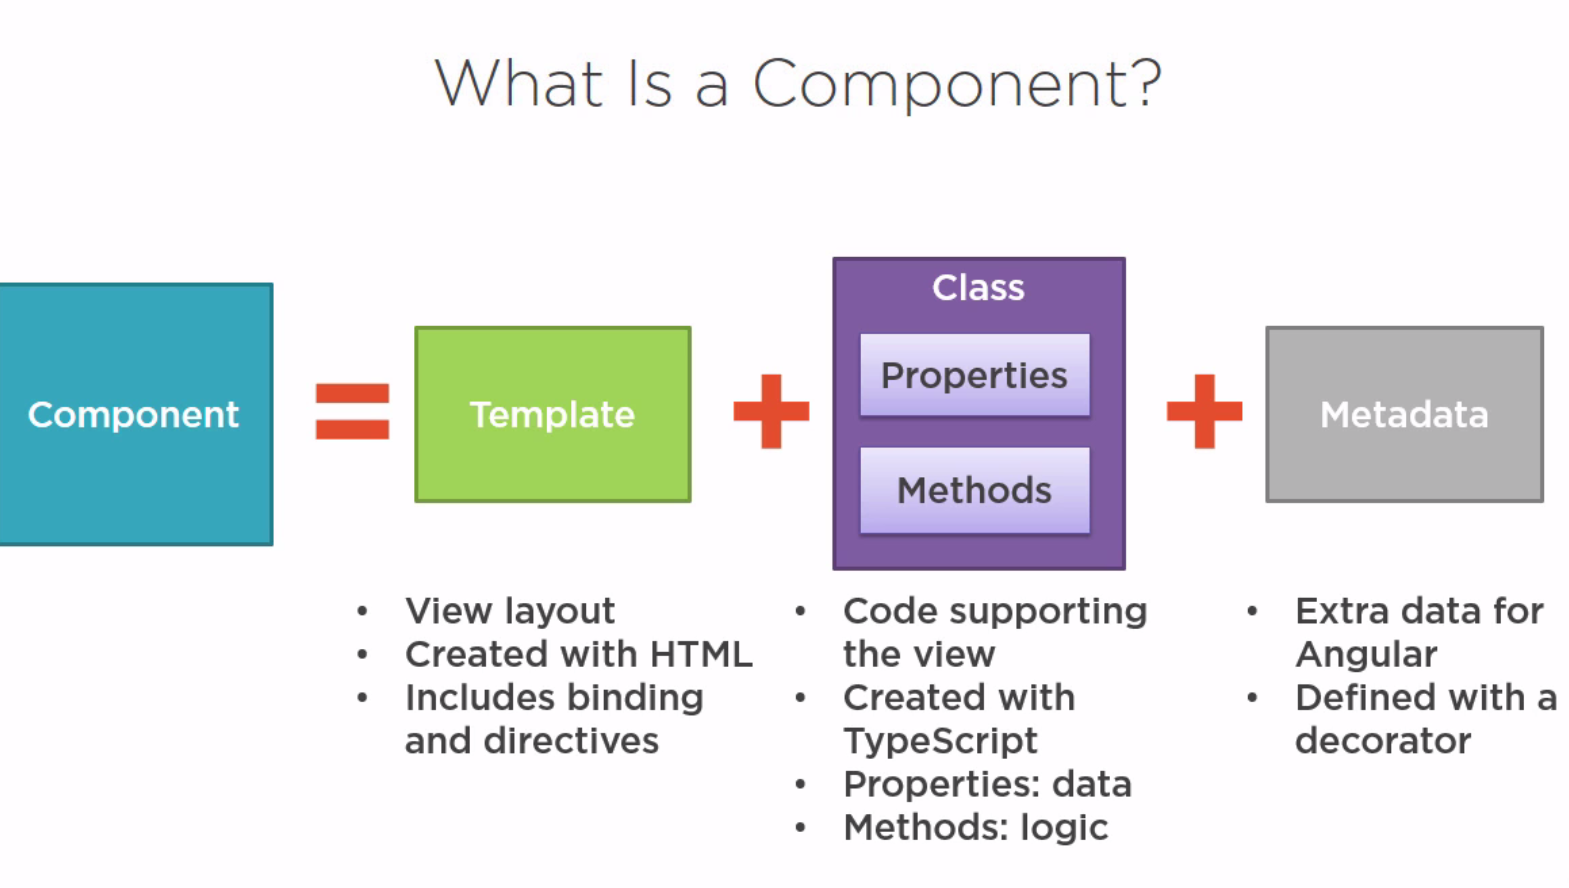 What Is a Component?
Component
=
Template
+
Class
Properties
Methods
+
Metadata
• View layout
• Created with HTML
• Includes binding
and directives
• Code supporting
the view
• Created with
TypeScript
• Properties: data
• Methods: logic
• Extra data for
Angular
• Defined with a
decorator